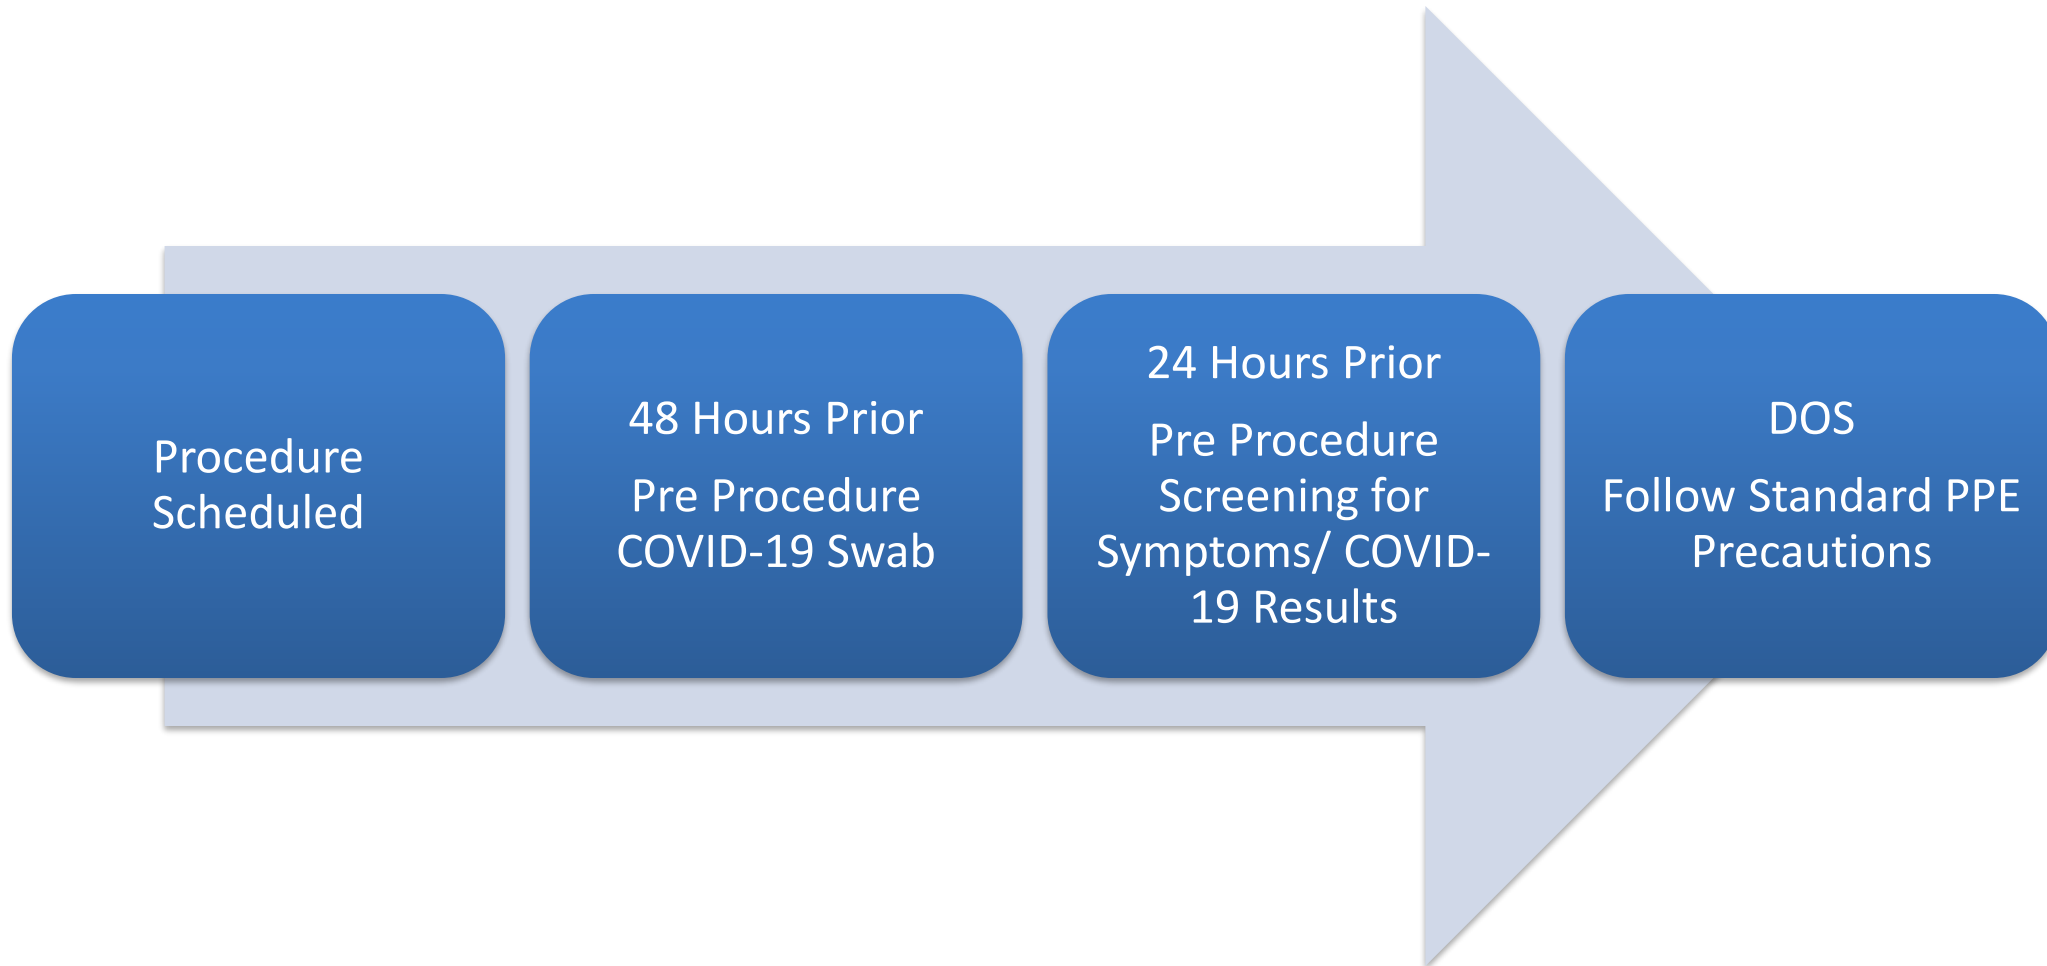 Procedure
Scheduled
48 Hours Prior
Pre Procedure
COVID-19 Swab
24 Hours Prior
Pre Procedure
Screening for
Symptoms/ COVID-
19 Results
DOS
Follow Standard PPE
Precautions